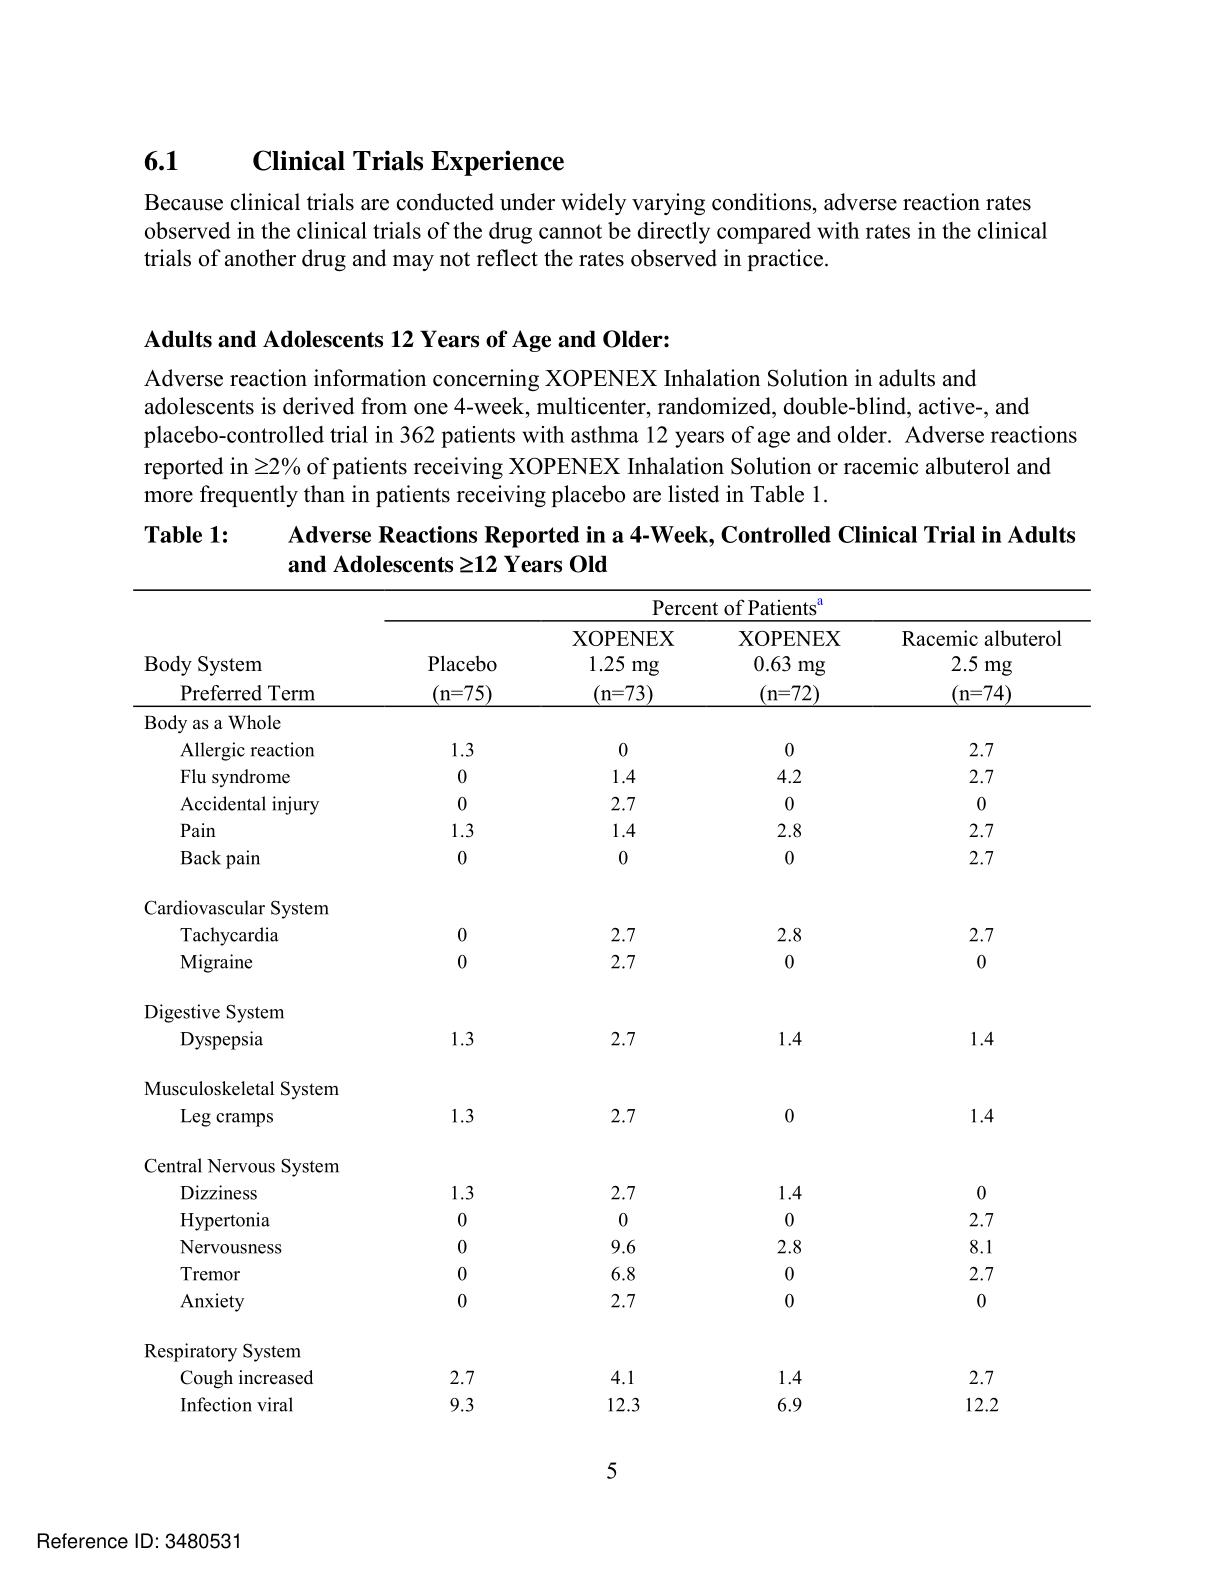 6.1 Clinical Trials Experience
Because clinical trials are conducted under widely varying conditions, adverse reaction rates
observed in the clinical trials of the drug cannot be directly compared with rates in the clinical
trials of another drug and may not reflect the rates observed in practice.
Adults and Adolescents 12 Years of Age and Older:
Adverse reaction information concerning XOPENEX Inhalation Solution in adults and
adolescents is derived from one 4-week, multicenter, randomized, double-blind, active-, and
placebo-controlled trial in 362 patients with asthma 12 years of age and older. Adverse reactions
reported in ≥2% of patients receiving XOPENEX Inhalation Solution or racemic albuterol and
more frequently than in patients receiving placebo are listed in Table 1.
Table 1: Adverse Reactions Reported in a 4-Week, Controlled Clinical Trial in Adults
and Adolescents ≥12 Years Old
Percent of Patientsa
XOPENEX XOPENEX Racemic albuterol
Body System Placebo 1.25 mg 0.63 mg 2.5 mg
Preferred Term (n=75) (n=73) (n=72) (n=74)
Body as a Whole
Allergic reaction 1.3 0 0 2.7
Flu syndrome 0 1.4 4.2 2.7
Accidental injury 0 2.7 0 0
Pain 1.3 1.4 2.8 2.7
Back pain 0 0 0 2.7
Cardiovascular System
Tachycardia 0 2.7 2.8 2.7
Migraine 0 2.7 0 0
Digestive System
Dyspepsia 1.3 2.7 1.4 1.4
Musculoskeletal System
Leg cramps 1.3 2.7 0 1.4
Central Nervous System
Dizziness 1.3 2.7 1.4 0
Hypertonia 0 0 0 2.7
Nervousness 0 9.6 2.8 8.1
Tremor 0 6.8 0 2.7
Anxiety 0 2.7 0 0
Respiratory System
Cough increased 2.7 4.1 1.4 2.7
Infection viral 9.3 12.3 6.9 12.2
5
Reference ID: 3480531